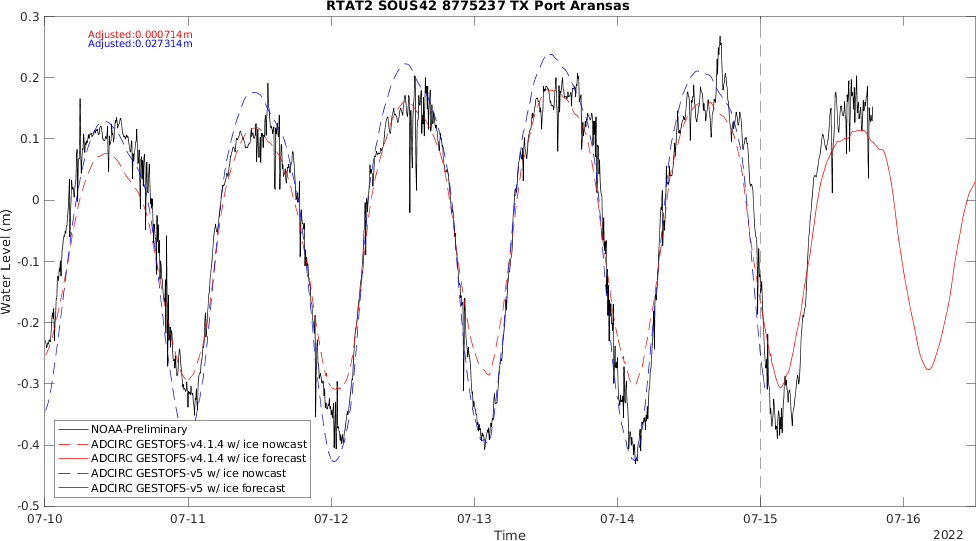 RTAT2 SOUS42 8775237 TX Port Aransas
Adjusted:0.000714m
Adjusted:0.027314m
0.3
0.2
0.1
0
-0.1
-0.2
-0.3
-0.4
-0.5
Water Level (m)
NOAA-Preliminary
ADCIRC GESTOFS-v4.1.4 w/ ice nowcast
ADCIRC GESTOFS-v4.1.4 w/ ice forecast
ADCIRC GESTOFS-v5 w/ ice nowcast
ADCIRC GESTOFS-v5 w/ ice forecast
07-10 07-11 07-12 07-13 07-14 07-15 07-16
Time
2022